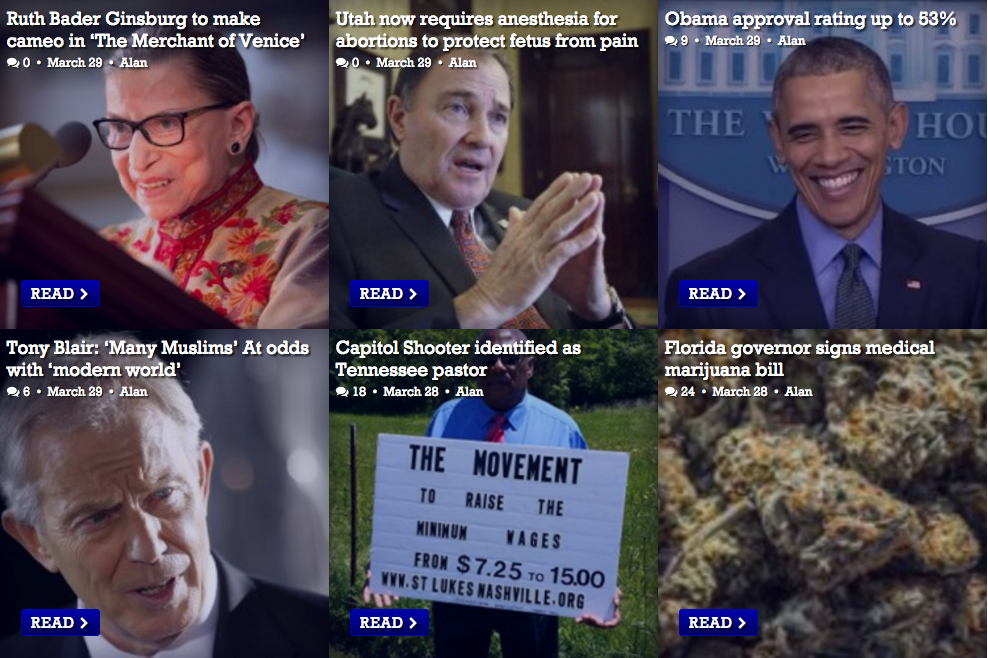 Ruth Bader Ginsburg to make
cameo in ‘The Merchant of Venice’
0 • March 29 • Alan
READ >
Utah now requires anesthesia for
abortions to protect fetus from pain
0 • March 29 • Alan
READ >
Obama approval rating up to 53%
9 • March 29 • Alan
THE W HOU
W TON
READ >
Tony Blair: ‘Many Muslims’ At odds
with ‘modern world’
6 • March 29 • Alan
READ >
Capitol Shooter identified as
Tennessee pastor
18 • March 28 • Alan
THE MOVEMENT
TO RAISE THE
MINIMUM WAGES
FROM $7.25 TO 15.00
WWW.STLUKESNASHVILLE.ORG
READ >
Florida governor signs medical
marijuana bill
24 • March 28 • Alan
READ >